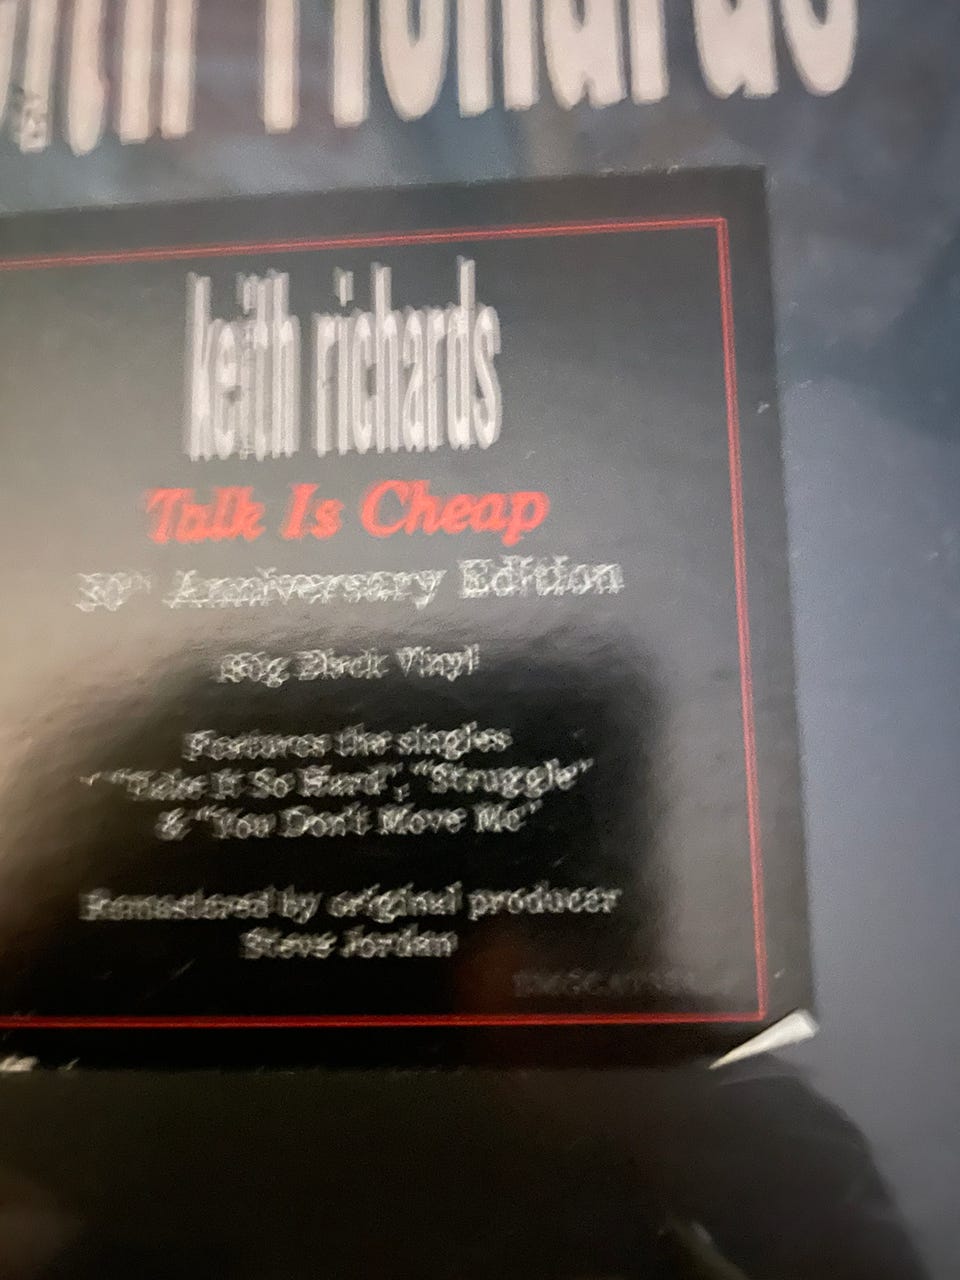 Richards
keith richards
Talk Is Cheap
30th Anniversary Edition
180g Black Vinyl
Features the singles
"Take It So Hard", "Struggle"
& "You Don't Move Me"
Remastered by original producer
Steve Jordan